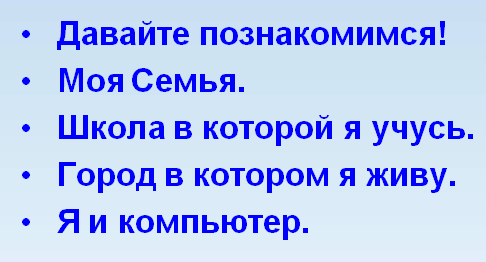 • Давайте познакомимся!
• Моя Семья.
• Школа в которой я учусь.
• Город в котором я живу.
• Я и компьютер.